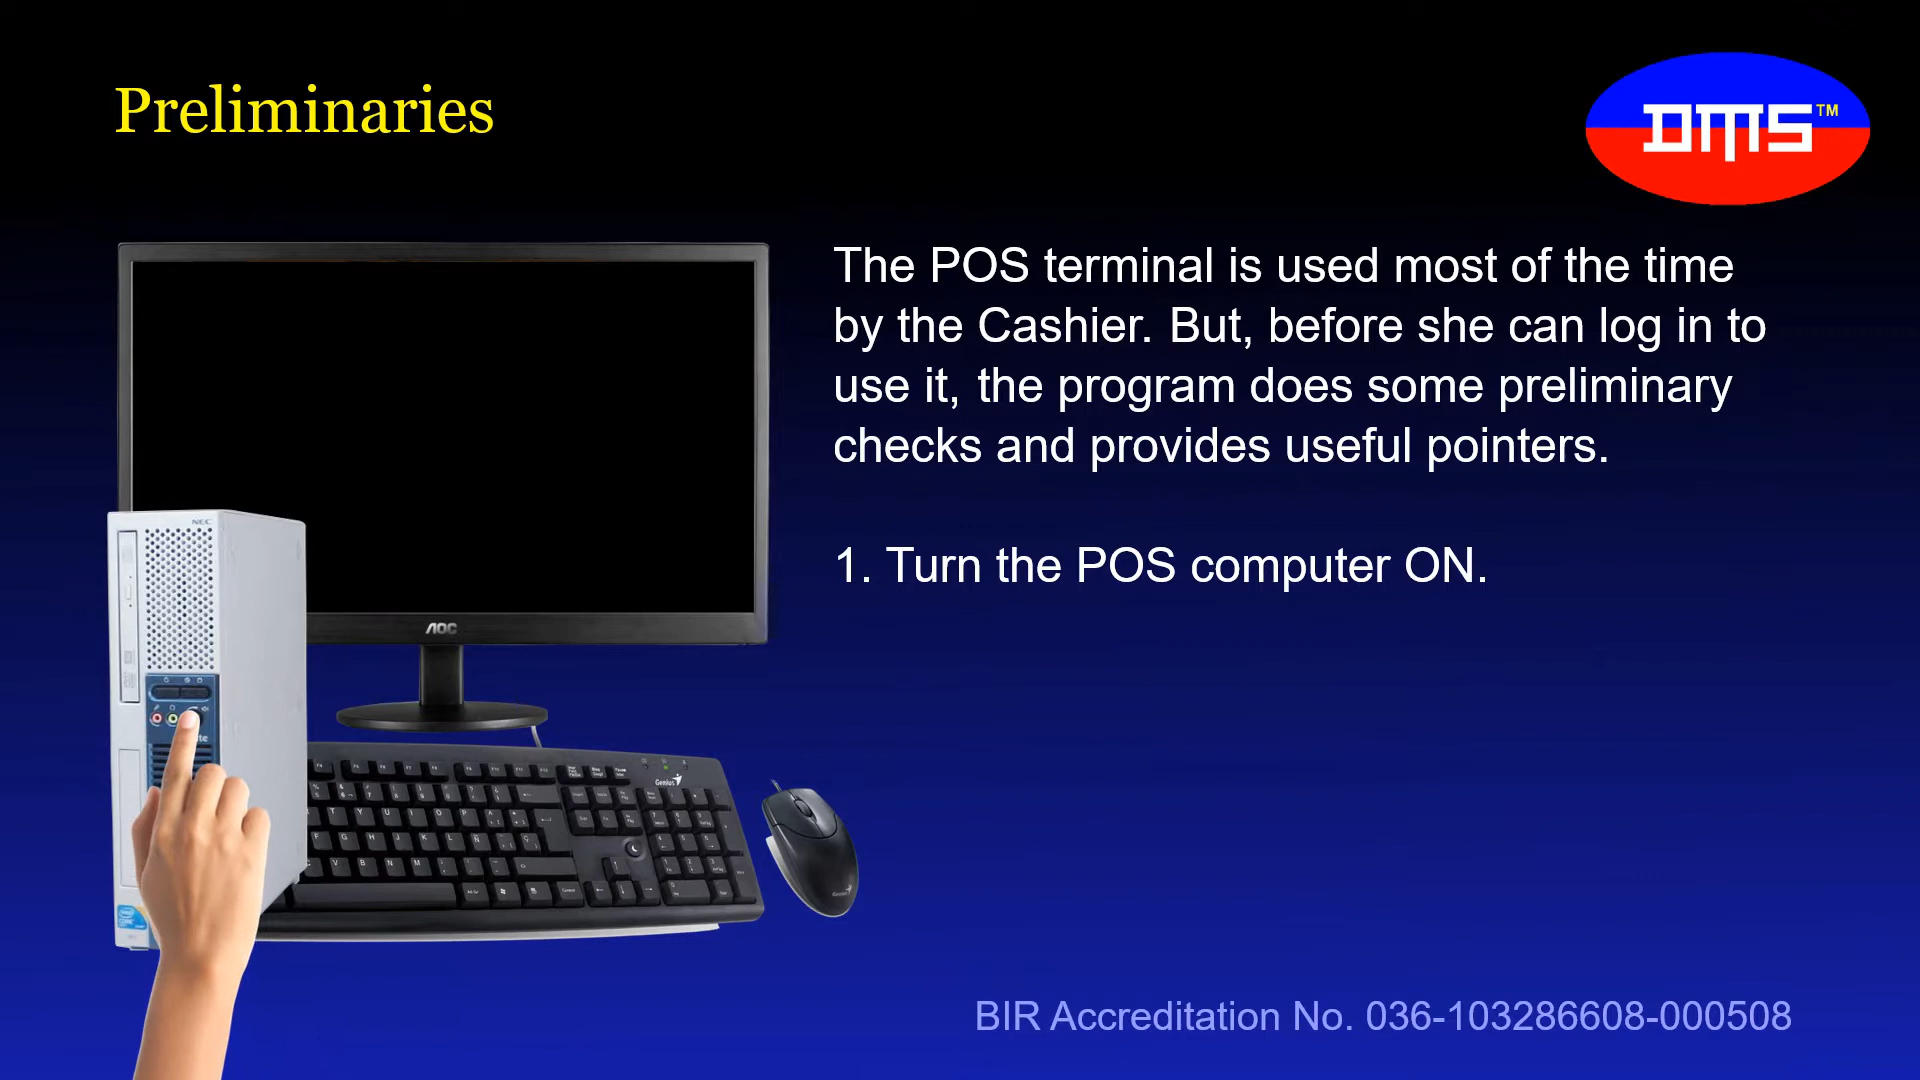 Preliminaries
DMS™
The POS terminal is used most of the time
by the Cashier. But, before she can log in to
use it, the program does some preliminary
checks and provides useful pointers.
1. Turn the POS computer ON.
NEC
AOC
Genius
BIR Accreditation No. 036-103286608-000508